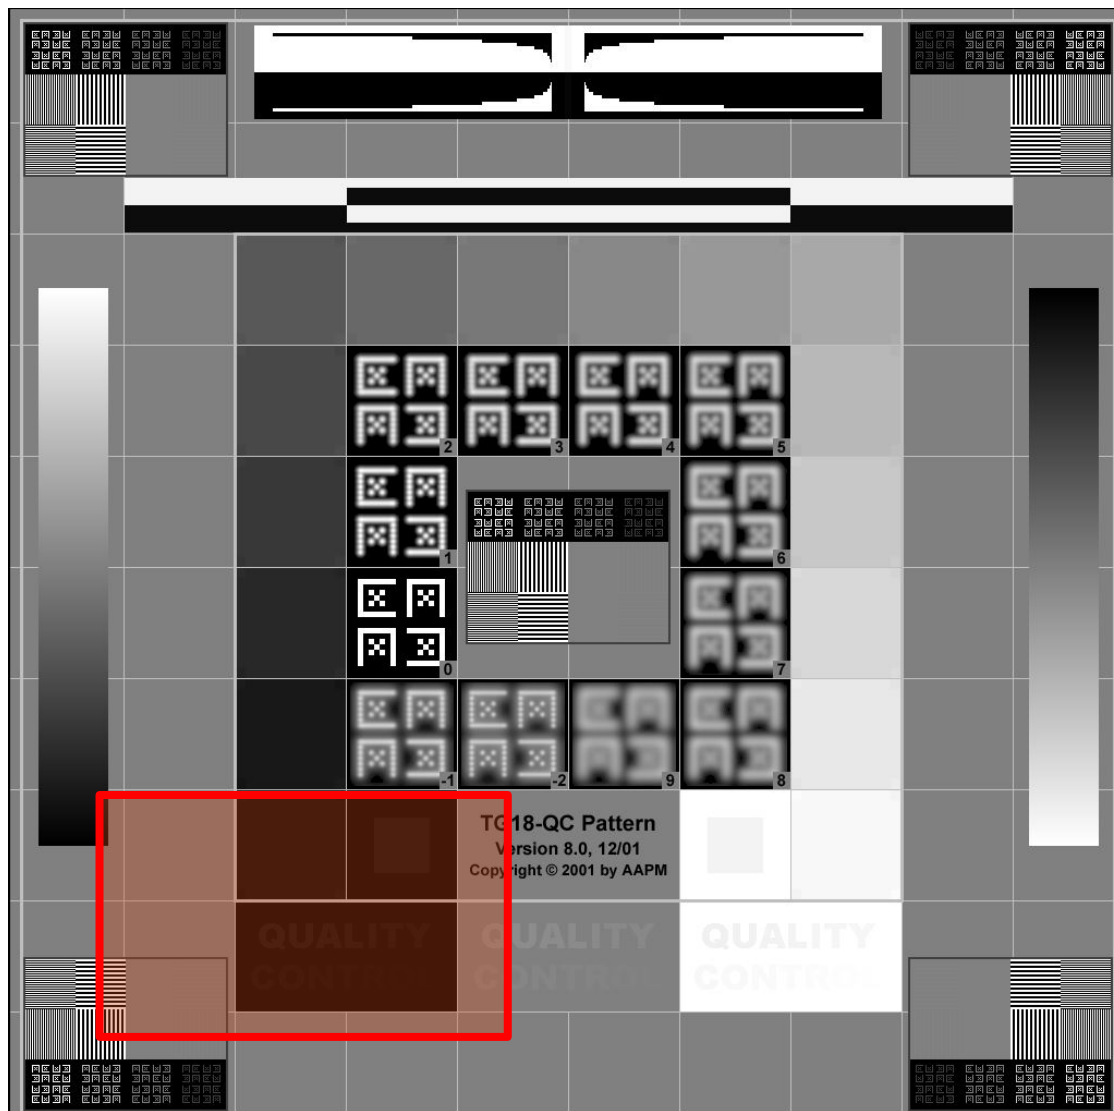 2
3
4
5
1
6
0
7
-1
-2
9
8
TG18-QC Pattern
Version 8.0, 12/01
Copyright © 2001 by AAPM
QUALITY QUALITY QUALITY
CONTROL CONTROL CONTROL